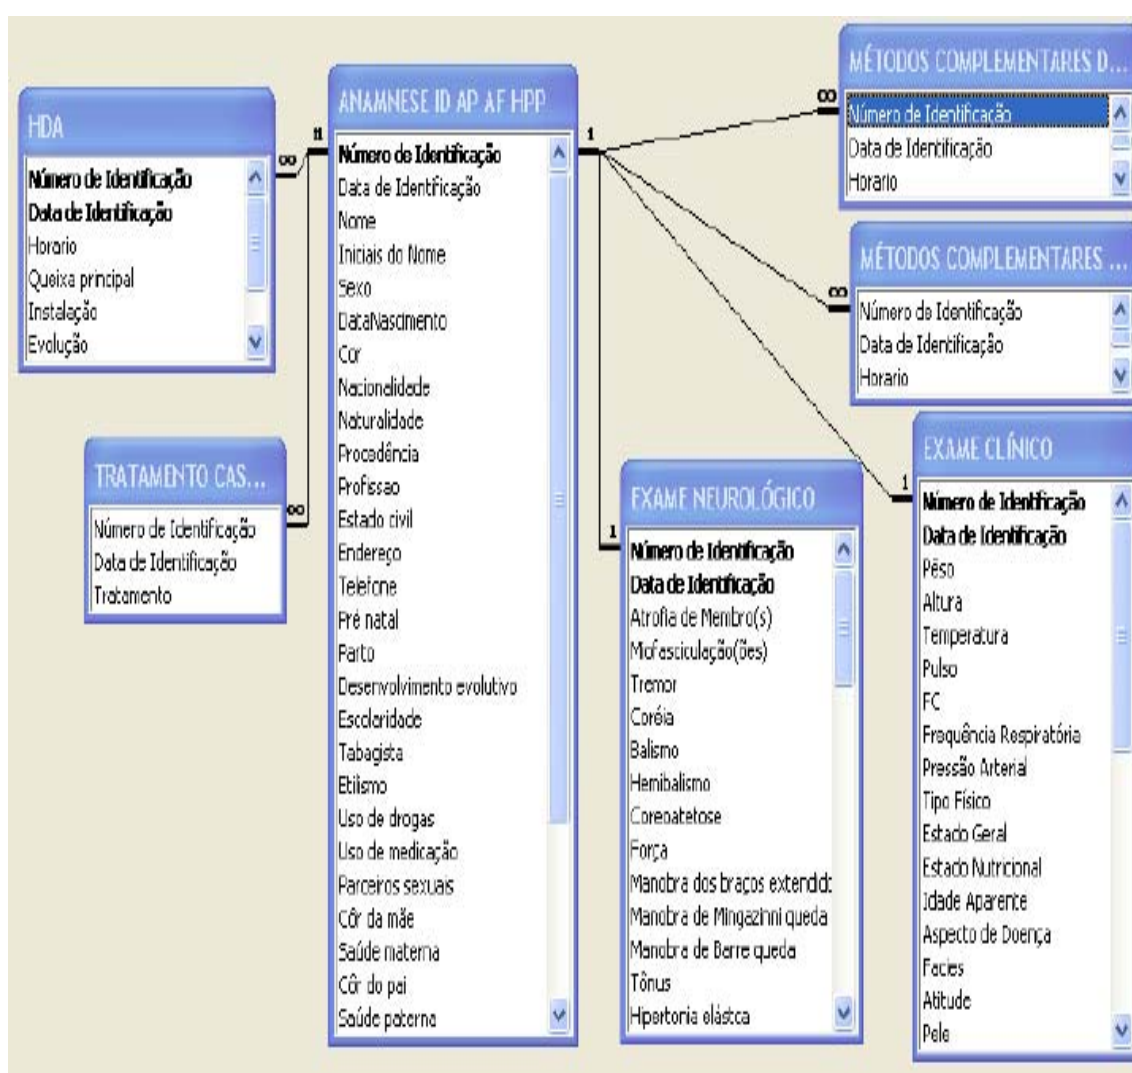 HDA
Número de Identificação
Data de Identificação
Horario
Queixa principal
Instalação
Evolução
TRATAMENTO CAS...
Número de Identificação
Data de Identificação
Tratamento
ANAMNESE ID AP AF HPP
Número de Identificação
Data de Identificação
Nome
Iniciais do Nome
Sexo
DataNascimento
Cor
Nacionalidade
Naturalidade
Procedência
Profissao
Estado civil
Endereço
Telefone
Pré natal
Parto
Desenvolvimento evolutivo
Escolaridade
Tabagista
Etilismo
Uso de drogas
Uso de medicação
Parceiros sexuais
Côr da mãe
Saúde materna
Côr do pai
Saúde paterna
EXAME NEUROLÓGICO
Número de Identificação
Data de Identificação
Atrofia de Membro(s)
Miofasciculação(ões)
Tremor
Coréia
Balismo
Hemibalismo
Coreoatetose
Força
Manobra dos braços extendidc
Manobra de Mingazinni queda
Manobra de Barre queda
Tônus
Hipertonia elástca
MÉTODOS COMPLEMENTARES D...
Número de Identificação
Data de Identificação
Horario
MÉTODOS COMPLEMENTARES ...
Número de Identificação
Data de Identificação
Horario
EXAME CLÍNICO
Número de Identificação
Data de Identificação
Pêso
Altura
Temperatura
Pulso
FC
Frequência Respiratória
Pressão Arterial
Tipo Físico
Estado Geral
Estado Nutricional
Idade Aparente
Aspecto de Doença
Facies
Atitude
Pele
∞
∞
1
1
∞
∞
1
1